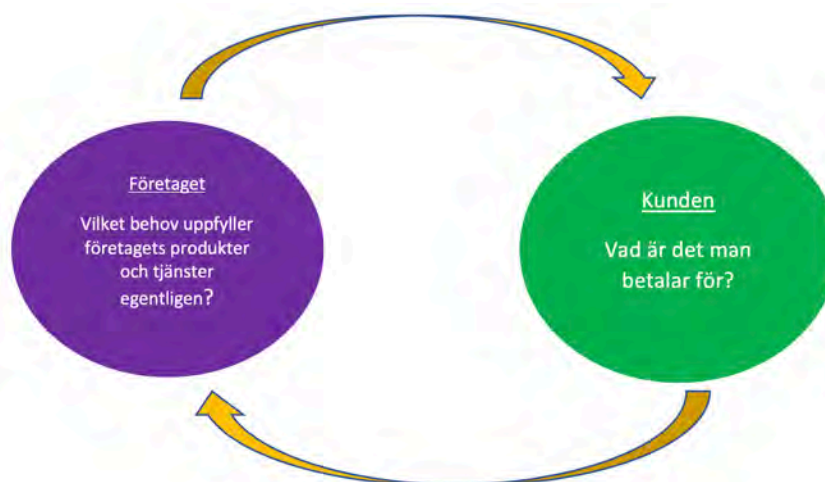 Företaget
Vilket behov uppfyller
företagets produkter
och tjänster
egentligen?
Kunden
Vad är det man
betalar för?